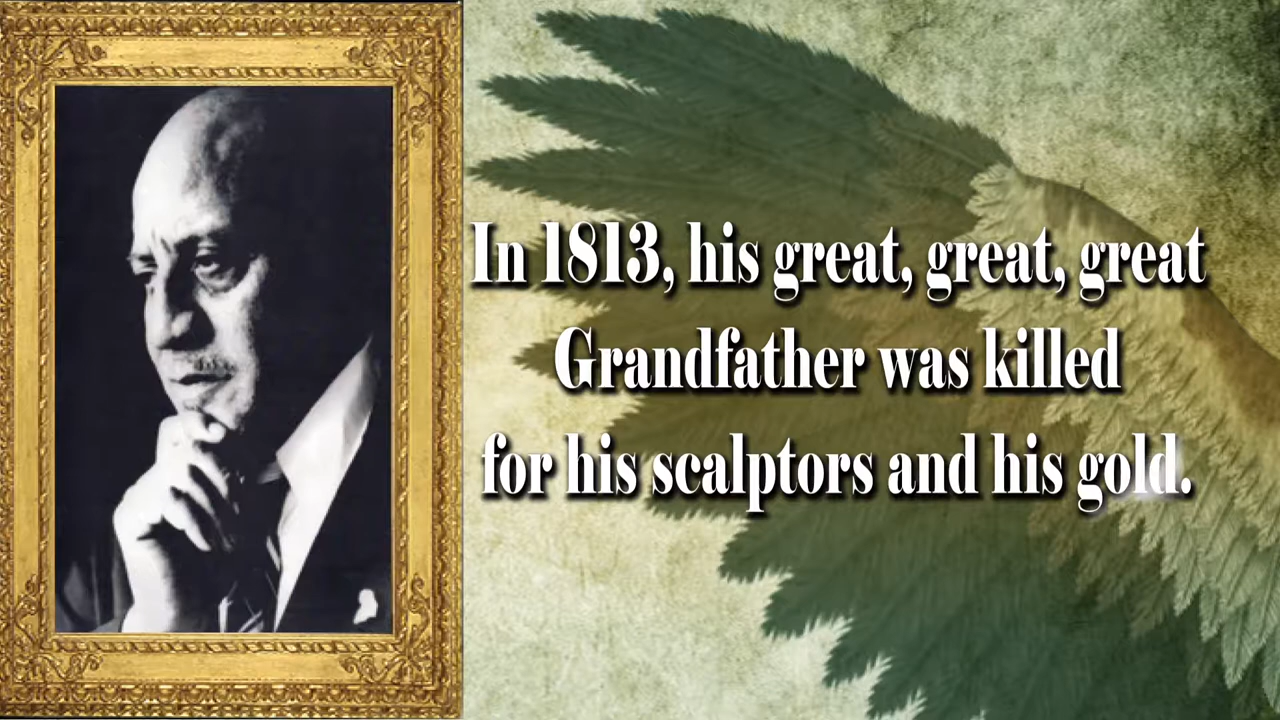 In 1813, his great, great, great
Grandfather was killed
for his scalptors and his gold.